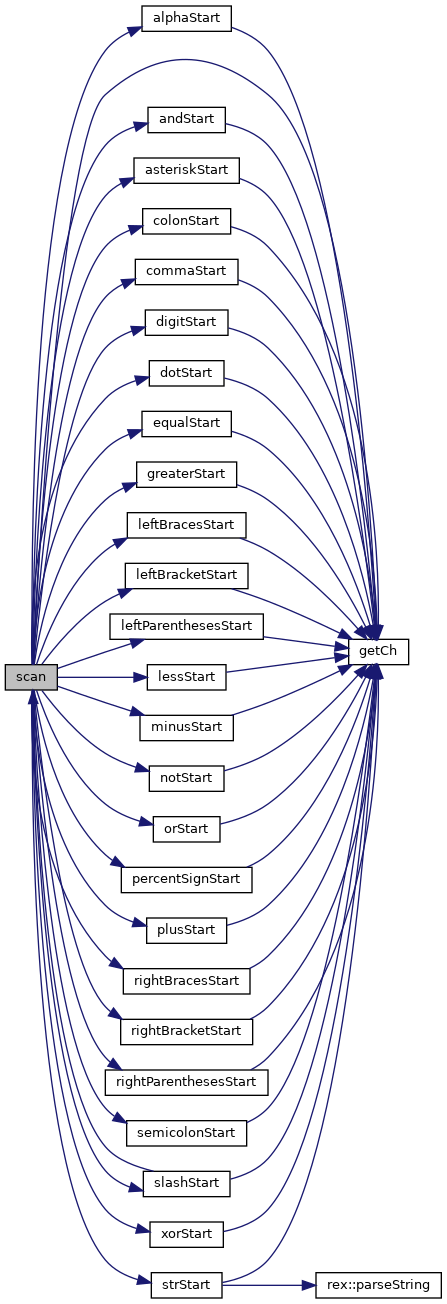 alphaStart
andStart
asteriskStart
colonStart
commaStart
digitStart
dotStart
equalStart
greaterStart
leftBracesStart
leftBracketStart
leftParenthesesStart
getCh
scan
lessStart
minusStart
notStart
orStart
percentSignStart
plusStart
rightBracesStart
rightBracketStart
rightParenthesesStart
semicolonStart
slashStart
xorStart
strStart
rex::parseString